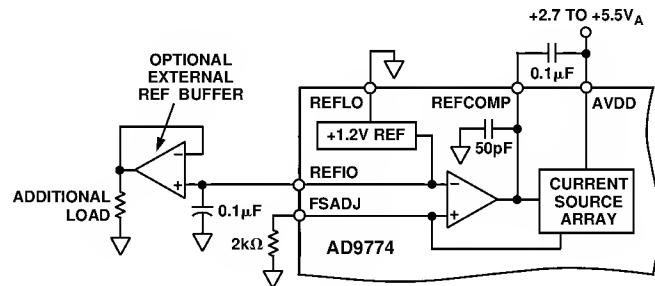 +2.7 TO +5.5VA
OPTIONAL
EXTERNAL
REF BUFFER
0.1μF
REFLO
REFCOMP
AVDD
+1.2V REF
50pF
REFIO
ADDITIONAL
LOAD
0.1μF
FSADJ
CURRENT
SOURCE
ARRAY
2kΩ
AD9774
−
+
−
+